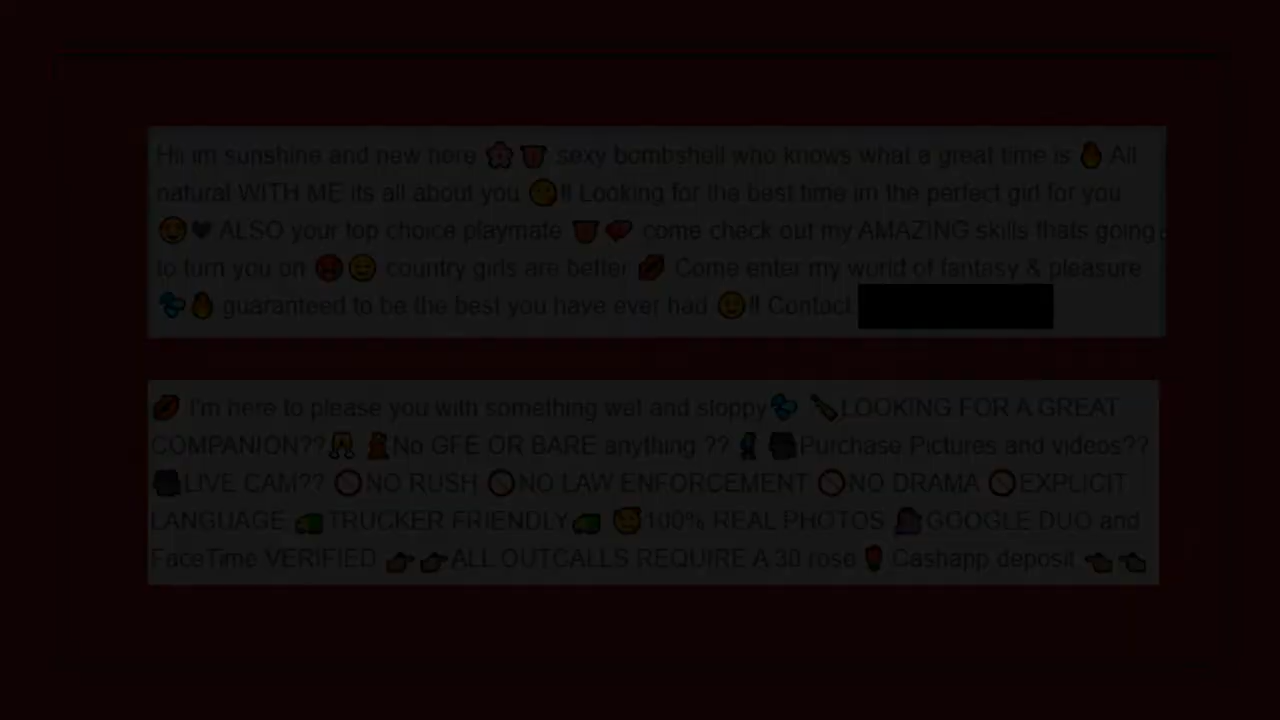 Hii im sunshine and new here 🌸👅 sexy bombshell who knows what a great time is 🔥 All
natural WITH ME its all about you 😋!! Looking for the best time im the perfect girl for you
😍🖤 ALSO your top choice playmate 👅💋 come check out my AMAZING skills thats going
to turn you on 😡😉 country girls are better 💋 Come enter my world of fantasy & pleasure
💦🔥 guaranteed to be the best you have ever had 😉!! Contact
💋 I'm here to please you with something wet and sloppy💦 🍾LOOKING FOR A GREAT
COMPANION?? No GFE OR BARE anything ?? Purchase Pictures and videos??
LIVE CAM?? 🚫NO RUSH 🚫NO LAW ENFORCEMENT 🚫NO DRAMA 🚫EXPLICIT
LANGUAGE 🚛TRUCKER FRIENDLY🚛 100% REAL PHOTOS GOOGLE DUO and
FaceTime VERIFIED 👉👉ALL OUTCALLS REQUIRE A 30 rose🌹 Cashapp deposit 👈👈